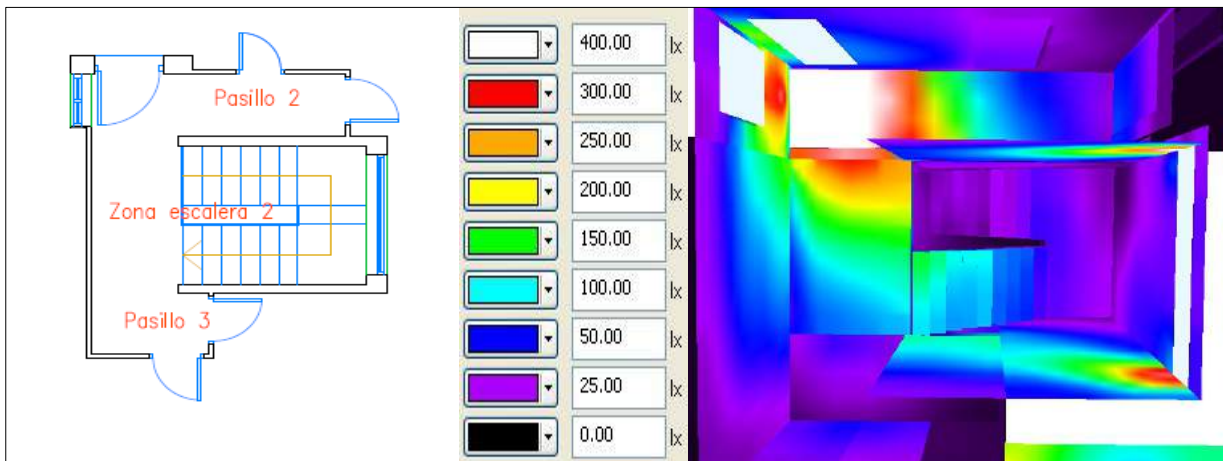 Pasillo 2
Zona escalera 2
Pasillo 3
400.00 lx
300.00 lx
250.00 lx
200.00 lx
150.00 lx
100.00 lx
50.00 lx
25.00 lx
0.00 lx